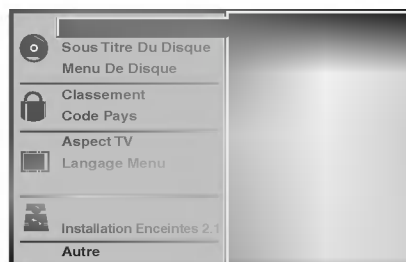 Sous Titre Du Disque
Menu De Disque
Classement
Code Pays
Aspect TV
Langage Menu
Installation Enceintes 2.1
Autre